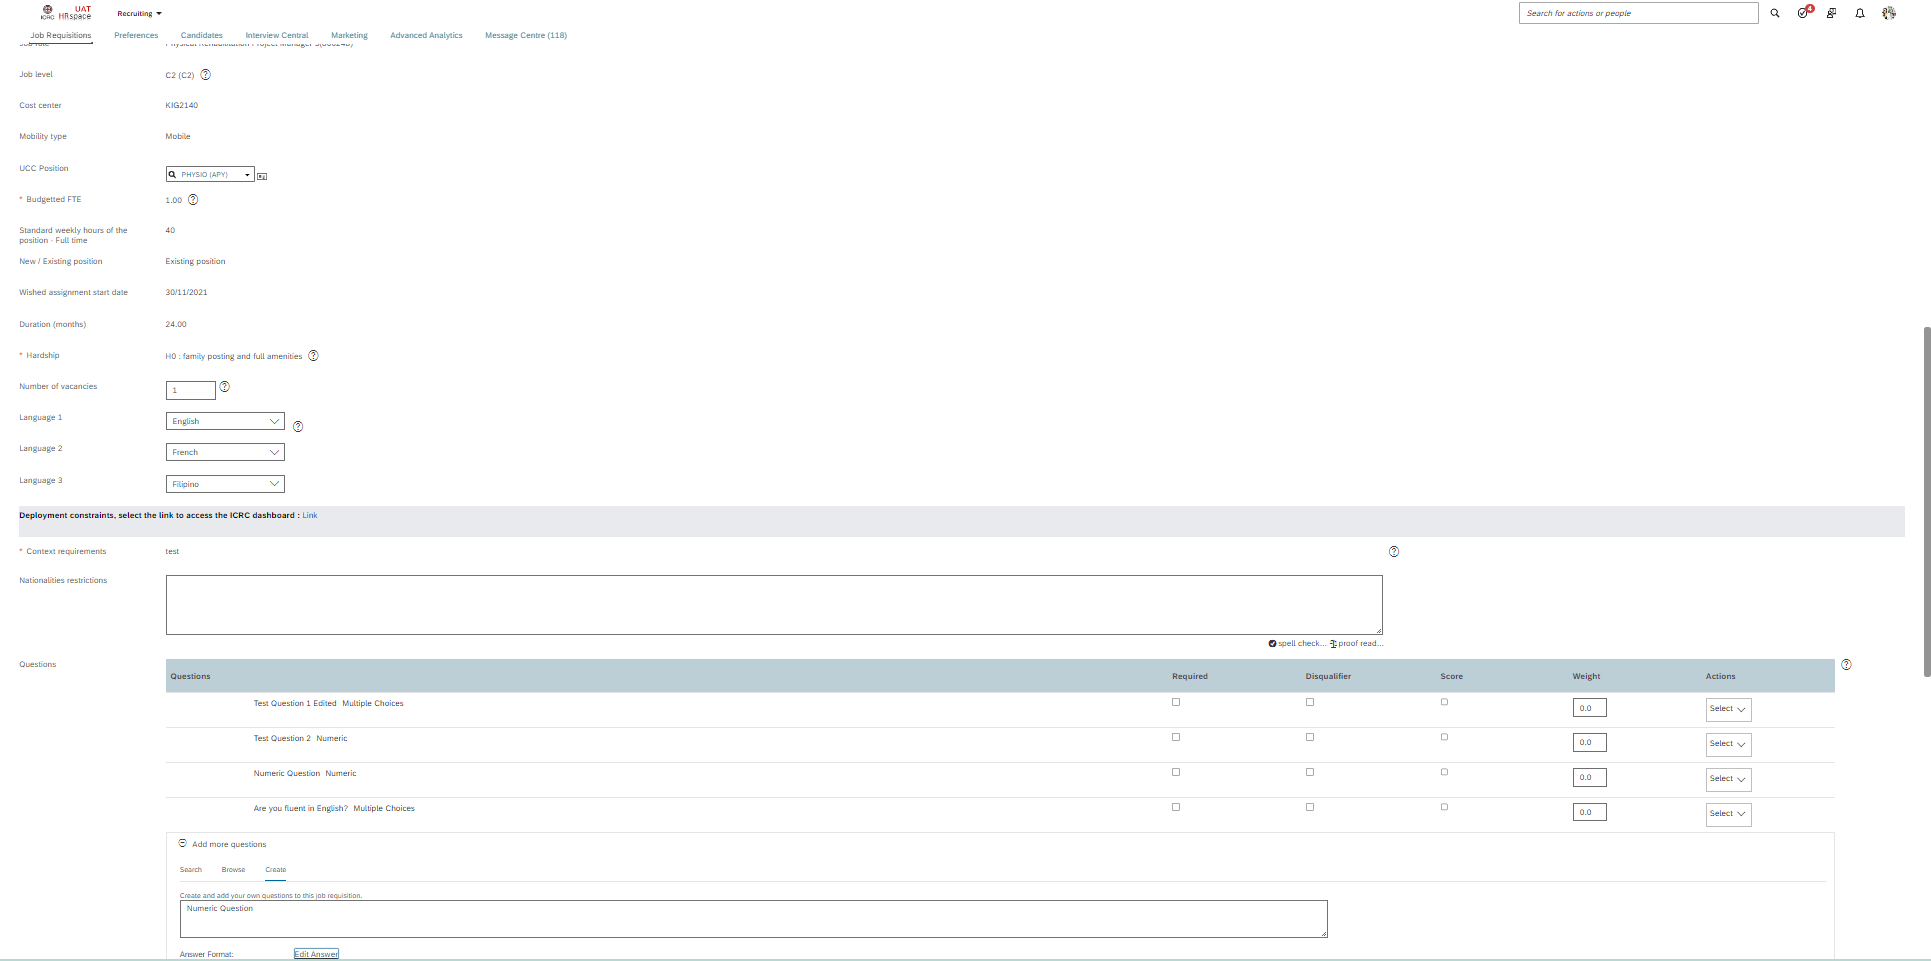 ICRC
UAT
HRspace
Recruiting
Search for actions or people
4
Job Requisitions
Preferences
Candidates
Interview Central
Marketing
Advanced Analytics
Message Centre (118)
Job level
C2 (C2)
Cost center
KIG2140
Mobility type
Mobile
UCC Position
PHYSIO (APY)
* Budgetted FTE
1.00
Standard weekly hours of the
position - Full time
40
New / Existing position
Existing position
Wished assignment start date
30/11/2021
Duration (months)
24.00
* Hardship
H0 : family posting and full amenities
Number of vacancies
1
Language 1
English
Language 2
French
Language 3
Filipino
Deployment constraints, select the link to access the ICRC dashboard : Link
* Context requirements
test
Nationalities restrictions
spell check... proof read...
Questions
Questions
Required
Disqualifier
Score
Weight
Actions
Test Question 1 Edited Multiple Choices
0.0
Select
Test Question 2 Numeric
0.0
Select
Numeric Question Numeric
0.0
Select
Are you fluent in English? Multiple Choices
0.0
Select
Add more questions
Search
Browse
Create
Create and add your own questions to this job requisition.
Numeric Question
Answer Format:
Edit Answer